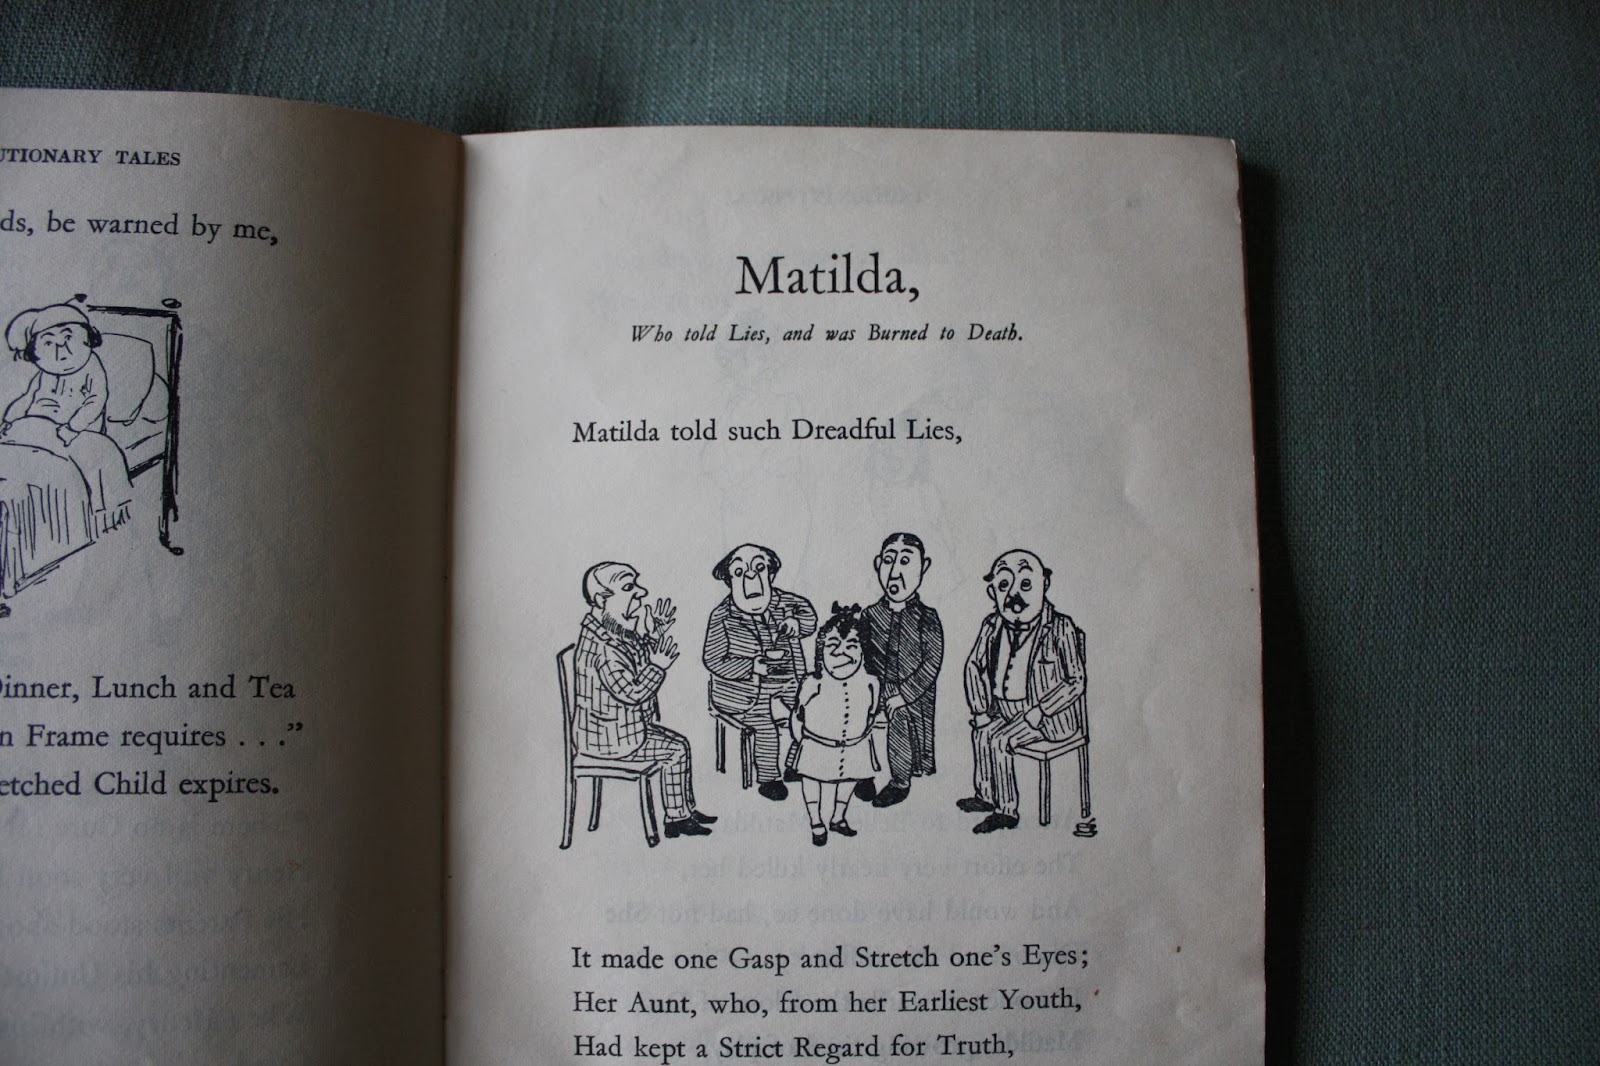 TIONARY TALES
ds, be warned by me,
Dinner, Lunch and Tea
n Frame requires . . .”
etched Child expires.
Matilda,
Who told Lies, and was Burned to Death.
Matilda told such Dreadful Lies,
It made one Gasp and Stretch one’s Eyes;
Her Aunt, who, from her Earliest Youth,
Had kept a Strict Regard for Truth,